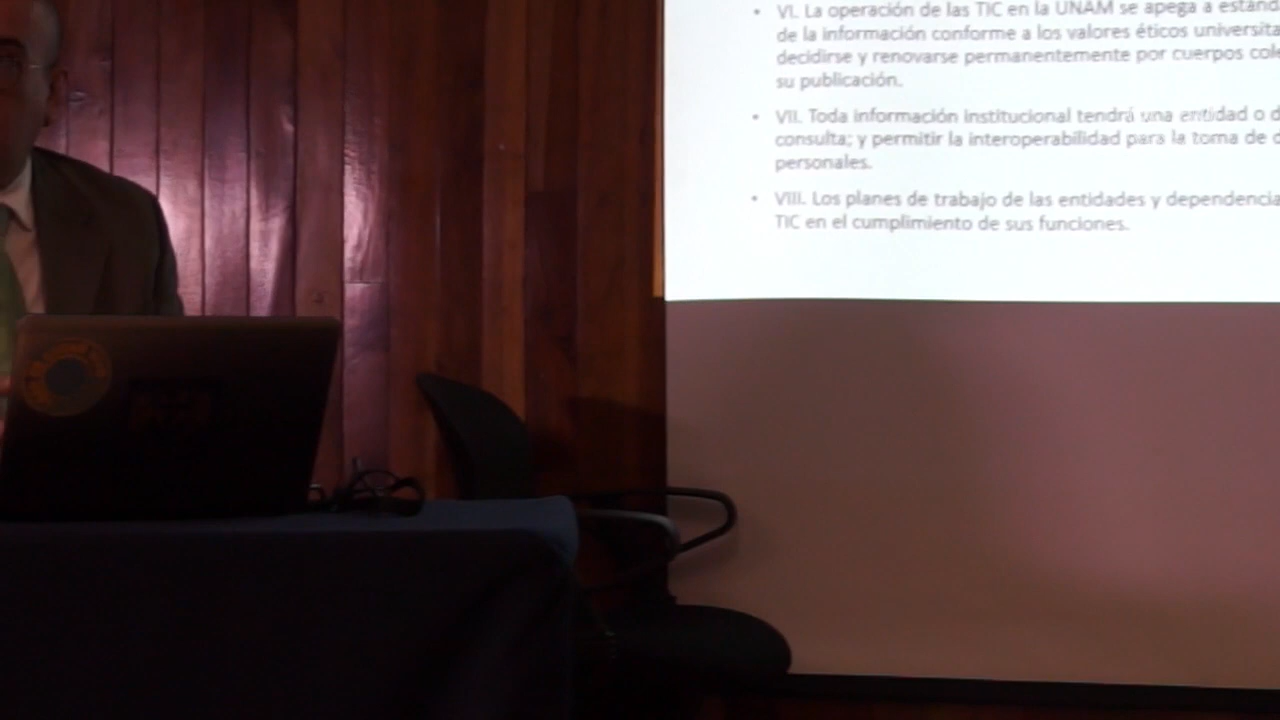 • VI. La operación de las TIC en la UNAM se apega a estánd
de la información conforme a los valores éticos universita
decidirse y renovarse permanentemente por cuerpos cole
su publicación.
• VII. Toda información institucional tendrá una entidad o d
consulta; y permitir la interoperabilidad para la toma de d
personales.
• VIII. Los planes de trabajo de las entidades y dependencia
TIC en el cumplimiento de sus funciones.